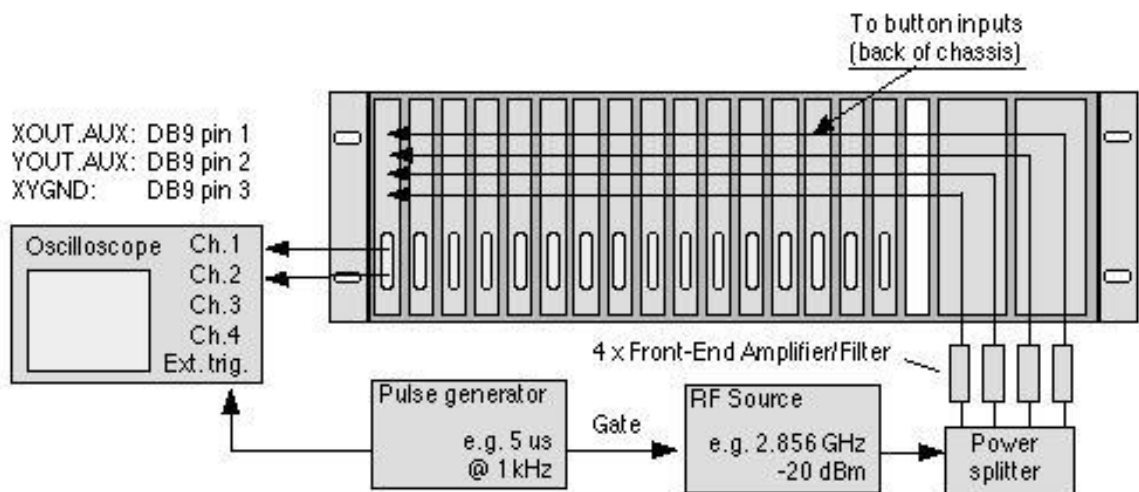 To button inputs
(back of chassis)
XOUT.AUX: DB9 pin 1
YOUT.AUX: DB9 pin 2
XYGND: DB9 pin 3
Oscilloscope
Ch.1
Ch.2
Ch.3
Ch.4
Ext. trig.
4 x Front-End Amplifier/Filter
Pulse generator
e.g. 5 us
@ 1kHz
Gate
RF Source
e.g. 2.856 GHz
-20 dBm
Power
splitter